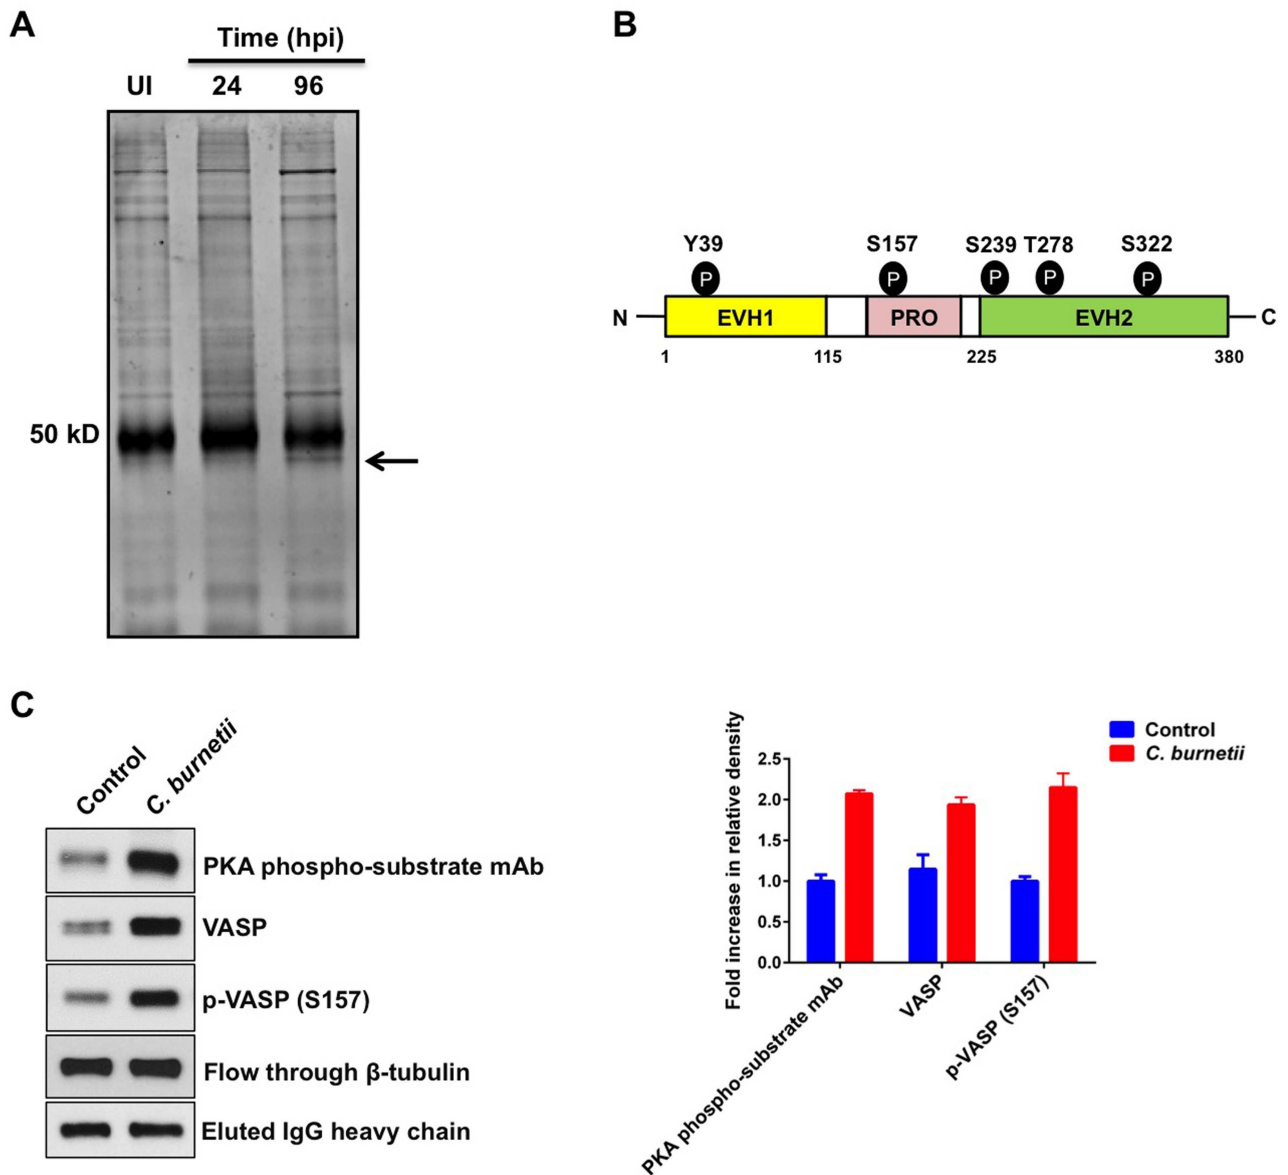 A
Time (hpi)
UI 24 96
50 kD
B
Y39 S157 S239 T278 S322
P P P P P
N EVH1 PRO EVH2 C
1 115 225 380
C
Control
C. burnetii
PKA phospho-substrate mAb
VASP
p-VASP (S157)
Flow through β-tubulin
Eluted IgG heavy chain
Fold increase in relative density
2.5
2.0
1.5
1.0
0.5
0.0
PKA phospho-substrate mAb
VASP
p-VASP (S157)
Control
C. burnetii